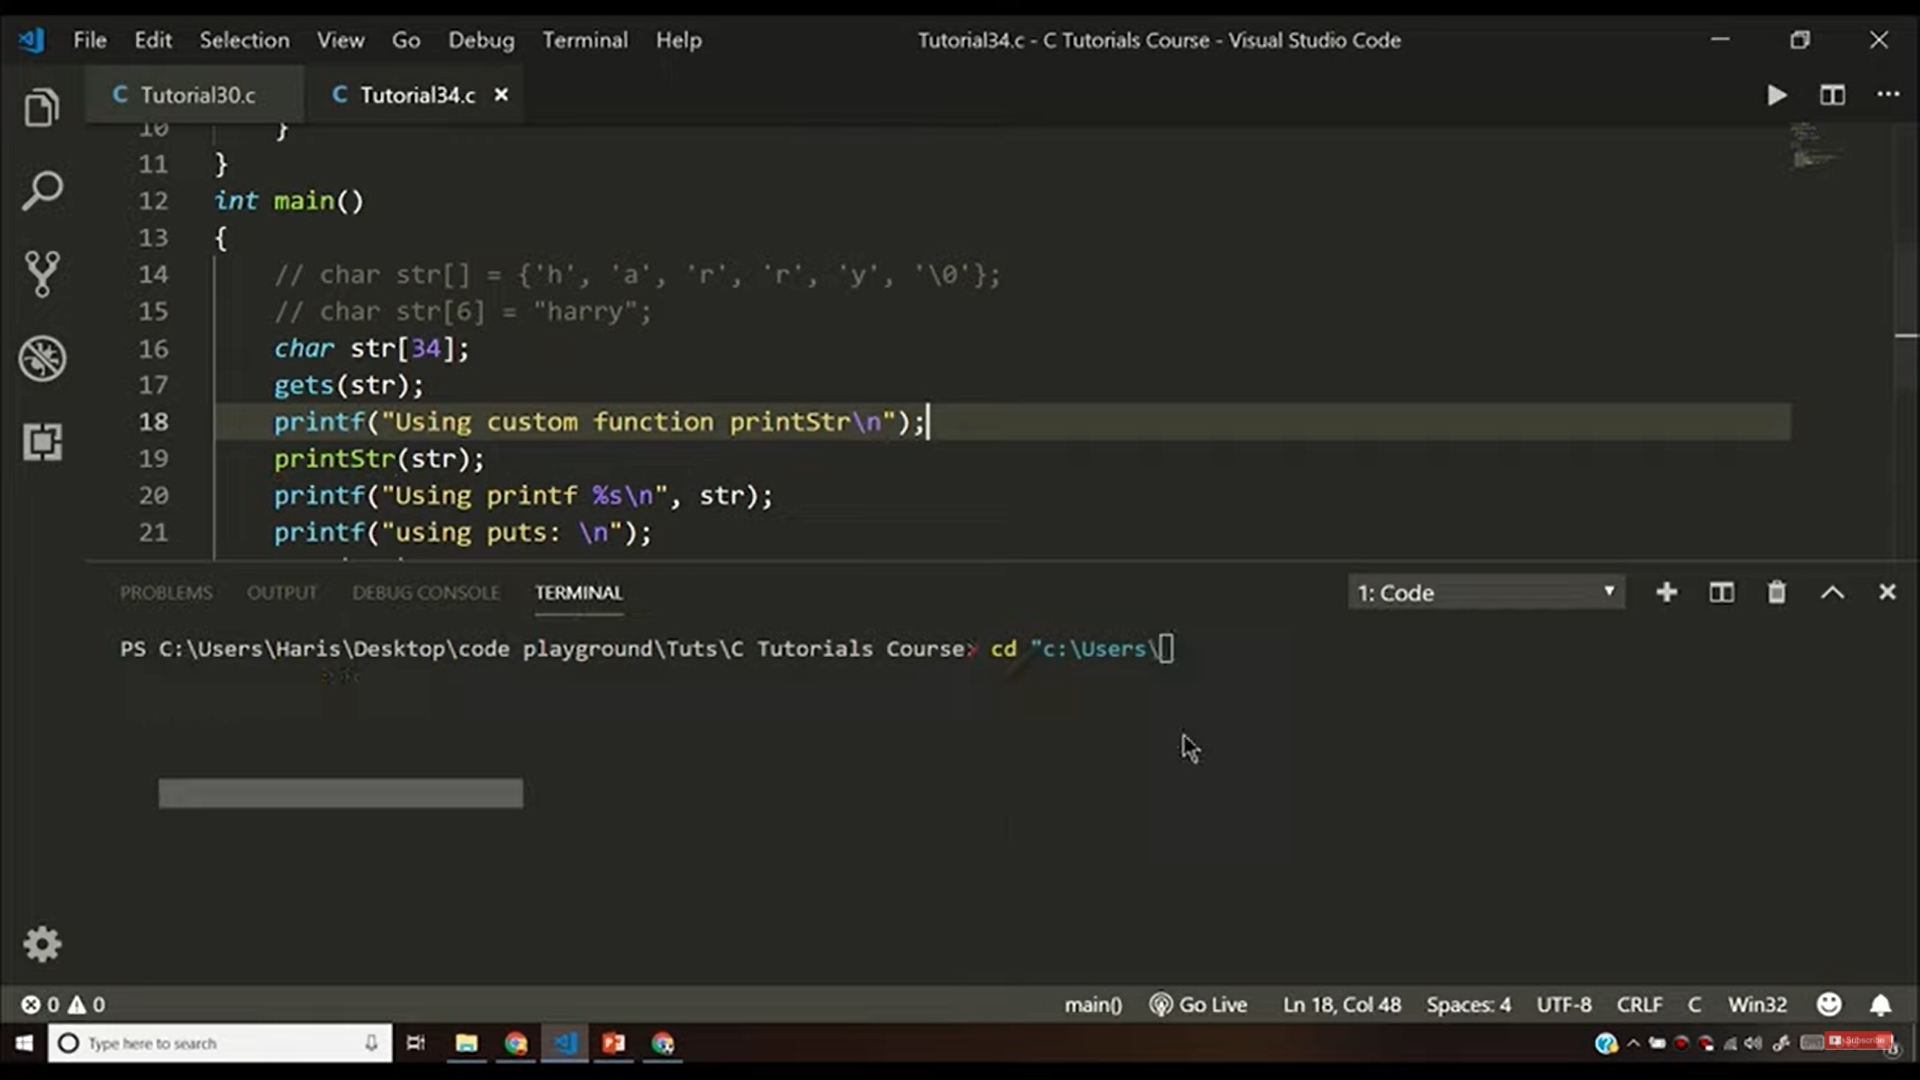 File Edit Selection View Go Debug Terminal Help Tutorial34.c - C Tutorials Course - Visual Studio Code
C Tutorial30.c C Tutorial34.c
10 }
11 }
12 int main()
13 {
14 // char str[] = {'h', 'a', 'r', 'r', 'y', '\0'};
15 // char str[6] = "harry";
16 char str[34];
17 gets(str);
18 printf("Using custom function printStr\n");
19 printStr(str);
20 printf("Using printf %s\n", str);
21 printf("using puts: \n");
PROBLEMS OUTPUT DEBUG CONSOLE TERMINAL 1: Code
PS C:\Users\Haris\Desktop\code playground\Tuts\C Tutorials Course> cd "c:\Users\
0 0 main() Go Live Ln 18, Col 48 Spaces: 4 UTF-8 CRLF C Win32
Type here to search Subscribe